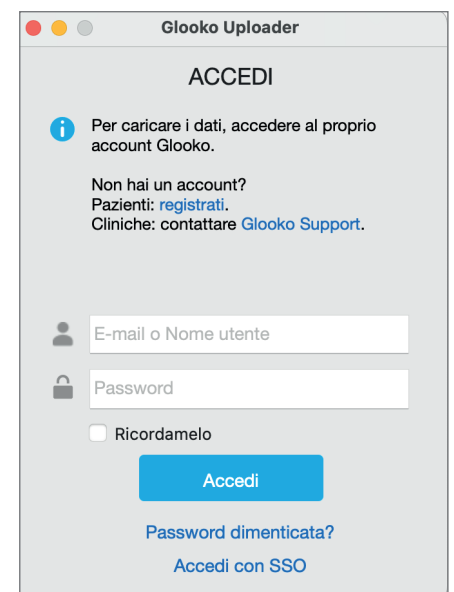 Glooko Uploader
ACCEDI
Per caricare i dati, accedere al proprio
account Glooko.
Non hai un account?
Pazienti: registrati.
Cliniche: contattare Glooko Support.
E-mail o Nome utente
Password
Ricordamelo
Accedi
Password dimenticata?
Accedi con SSO